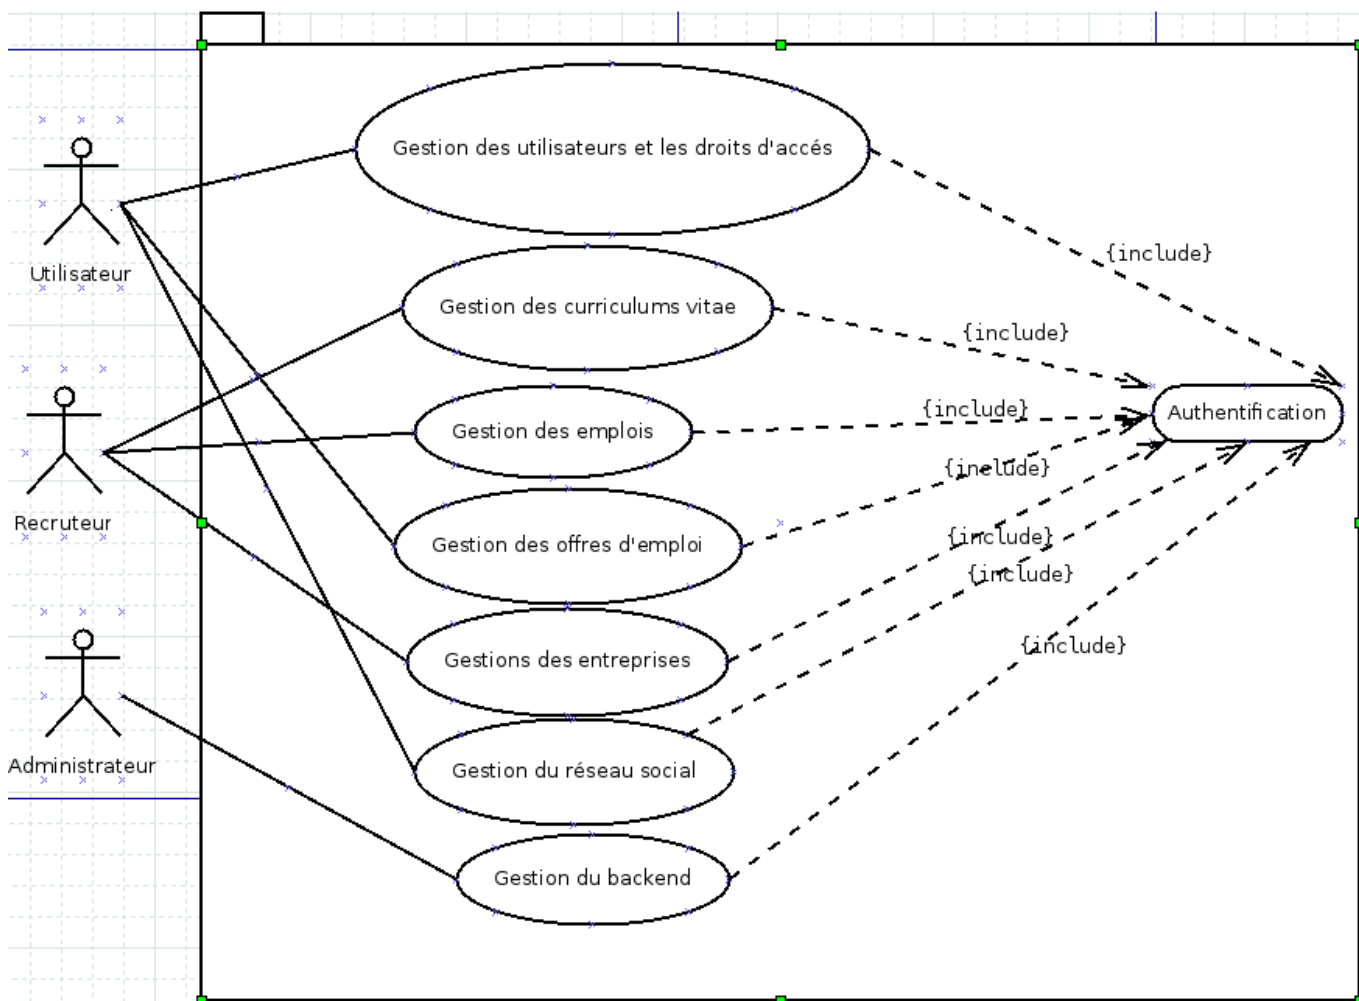 Gestion des utilisateurs et les droits d'accés
{include}
Utilisateur
Gestion des curriculums vitae
{include}
{include}
Authentification
Gestion des emplois
{include}
Recruteur
Gestion des offres d'emploi
{include}
{include}
Gestions des entreprises
{include}
Administrateur
Gestion du réseau social
Gestion du backend